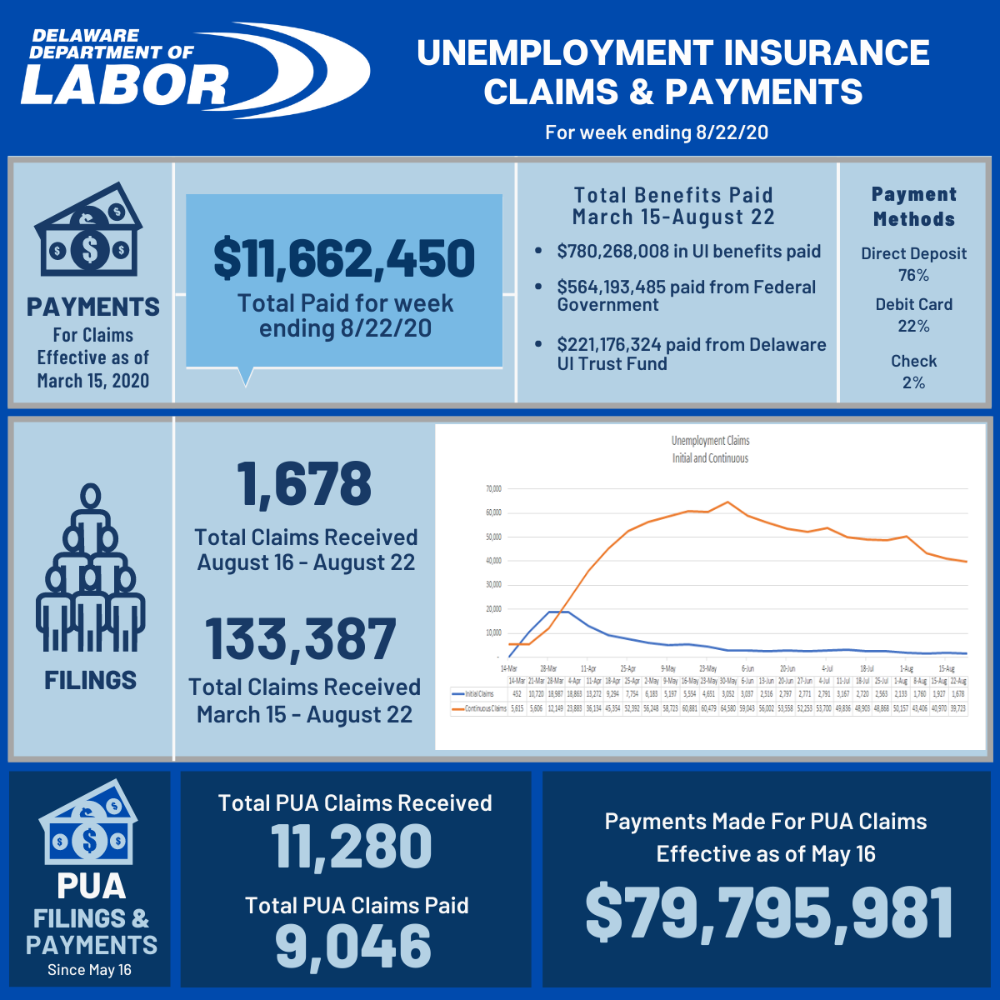 DELAWARE
DEPARTMENT OF
LABOR
UNEMPLOYMENT INSURANCE
CLAIMS & PAYMENTS
For week ending 8/22/20
PAYMENTS
For Claims
Effective as of
March 15, 2020
$11,662,450
Total Paid for week
ending 8/22/20
Total Benefits Paid
March 15-August 22
• $780,268,008 in UI benefits paid
• $564,193,485 paid from Federal
Government
• $221,176,324 paid from Delaware
UI Trust Fund
Payment
Methods
Direct Deposit
76%
Debit Card
22%
Check
2%
FILINGS
1,678
Total Claims Received
August 16 - August 22
133,387
Total Claims Received
March 15 - August 22
Unemployment Claims
Initial and Continuous
70,000
60,000
50,000
40,000
30,000
20,000
10,000
-
14-Mar 28-Mar 11-Apr 25-Apr 9-May 23-May 6-Jun 20-Jun 4-Jul 18-Jul 1-Aug 15-Aug
14-Mar 21-Mar 28-Mar 4-Apr 11-Apr 18-Apr 25-Apr 2-May 9-May 16-May 23-May 30-May 6-Jun 13-Jun 20-Jun 27-Jun 4-Jul 11-Jul 18-Jul 25-Jul 1-Aug 8-Aug 15-Aug 22-Aug
Initial Claims 452 10,720 18,987 18,863 13,272 9,294 7,754 6,183 5,197 5,554 4,651 3,052 3,037 2,516 2,797 2,771 2,791 3,167 2,720 2,563 2,133 1,760 1,927 1,678
Continuous Claims 5,615 5,606 12,149 23,883 36,134 45,354 52,392 56,248 58,723 60,881 60,479 64,580 59,043 56,002 53,558 52,253 53,700 49,836 48,903 48,868 50,157 43,406 40,970 39,723
$ $ $ $ $
PUA
FILINGS &
PAYMENTS
Since May 16
Total PUA Claims Received
11,280
Total PUA Claims Paid
9,046
Payments Made For PUA Claims
Effective as of May 16
$79,795,981